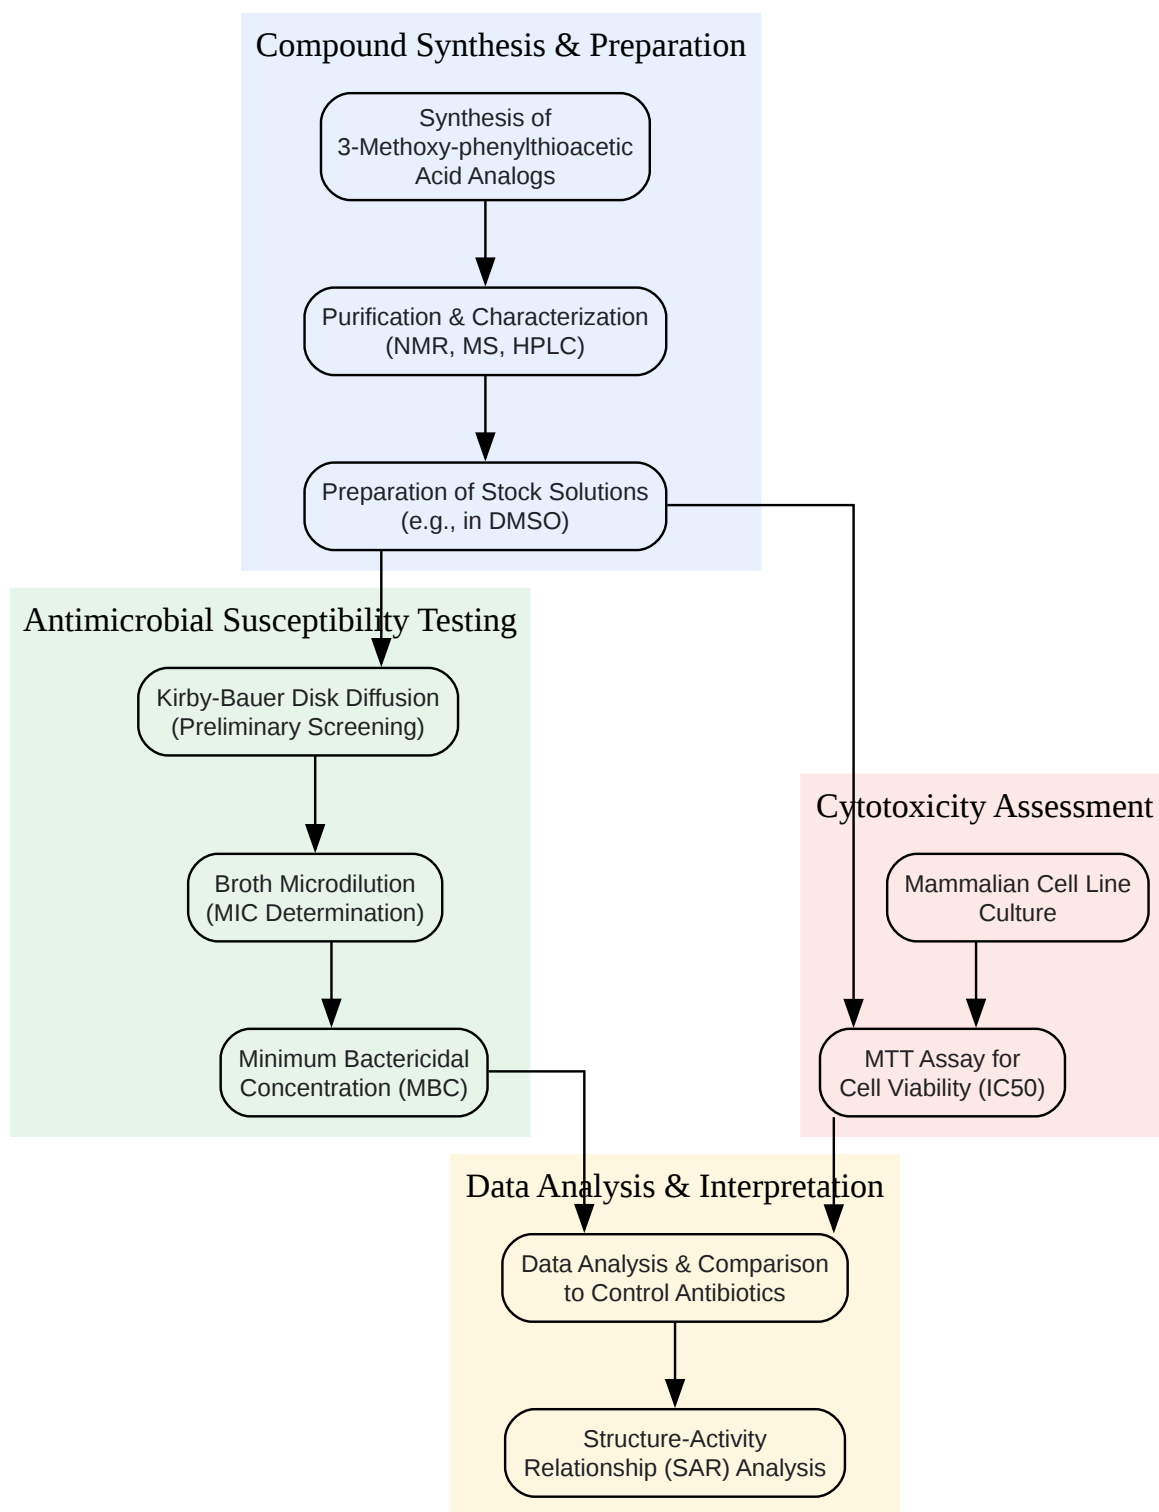 Compound Synthesis & Preparation
Synthesis of
3-Methoxy-phenylthioacetic
Acid Analogs
Purification & Characterization
(NMR, MS, HPLC)
Preparation of Stock Solutions
(e.g., in DMSO)
Antimicrobial Susceptibility Testing
Kirby-Bauer Disk Diffusion
(Preliminary Screening)
Broth Microdilution
(MIC Determination)
Minimum Bactericidal
Concentration (MBC)
Cytotoxicity Assessment
Mammalian Cell Line
Culture
MTT Assay for
Cell Viability (IC50)
Data Analysis & Interpretation
Data Analysis & Comparison
to Control Antibiotics
Structure-Activity
Relationship (SAR) Analysis